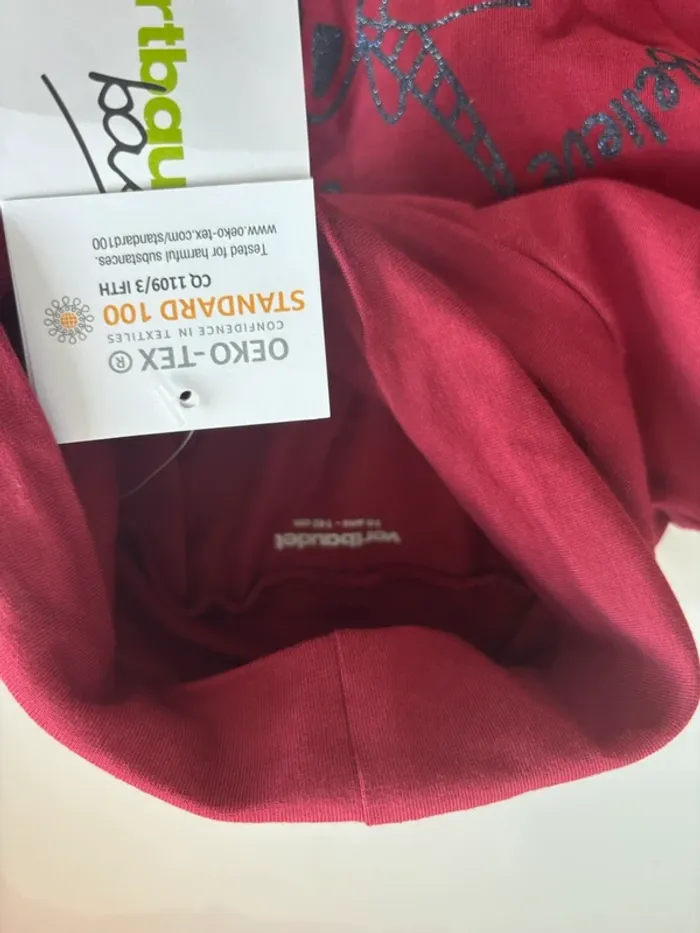 rtbau
OEKO-TEX®
CONFIDENCE IN TEXTILES
STANDARD 100
CQ 1109/3 IFTH
Tested for harmful substances.
www.oeko-tex.com/standard100
vertbaudet
Believe